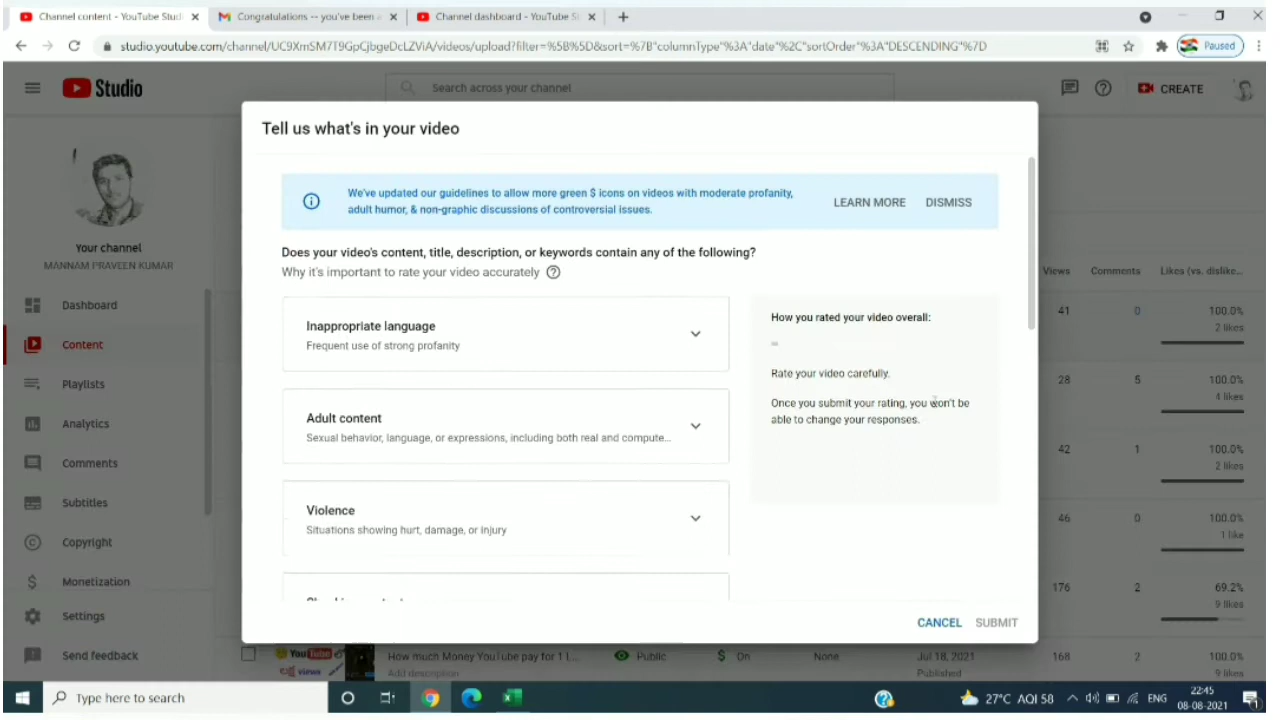 Channel content - YouTube Studi
Congratulations -- you've been a
Channel dashboard - YouTube S
studio.youtube.com/channel/UC9XmSM7T9GpCjbgeDcLZViA/videos/upload?filter=%5B%5D&sort=%7B"columnType"%3A"date"%2C"sortOrder"%3A"DESCENDING"%7D
Paused
Studio
Search across your channel
CREATE
Your channel
MANNAM PRAVEEN KUMAR
Dashboard
Content
Playlists
Analytics
Comments
Subtitles
Copyright
Monetization
Settings
Send feedback
Tell us what's in your video
We've updated our guidelines to allow more green $ icons on videos with moderate profanity,
adult humor, & non-graphic discussions of controversial issues.
LEARN MORE
DISMISS
Does your video's content, title, description, or keywords contain any of the following?
Why it's important to rate your video accurately
Inappropriate language
Frequent use of strong profanity
Adult content
Sexual behavior, language, or expressions, including both real and compute...
Violence
Situations showing hurt, damage, or injury
How you rated your video overall:
Rate your video carefully.
Once you submit your rating, you won't be
able to change your responses.
CANCEL SUBMIT
Views Comments Likes (vs. dislike...
41 0 100.0%
2 likes
28 5 100.0%
4 likes
42 1 100.0%
2 likes
46 0 100.0%
1 like
176 2 69.2%
9 likes
YouTube
views
How much Money YouTube pay for 1 l... Public $ On None Jul 18, 2021 168 2 100.0%
Add description Published 9 likes
Type here to search
27°C AQI 58
ENG
22:45
08-08-2021